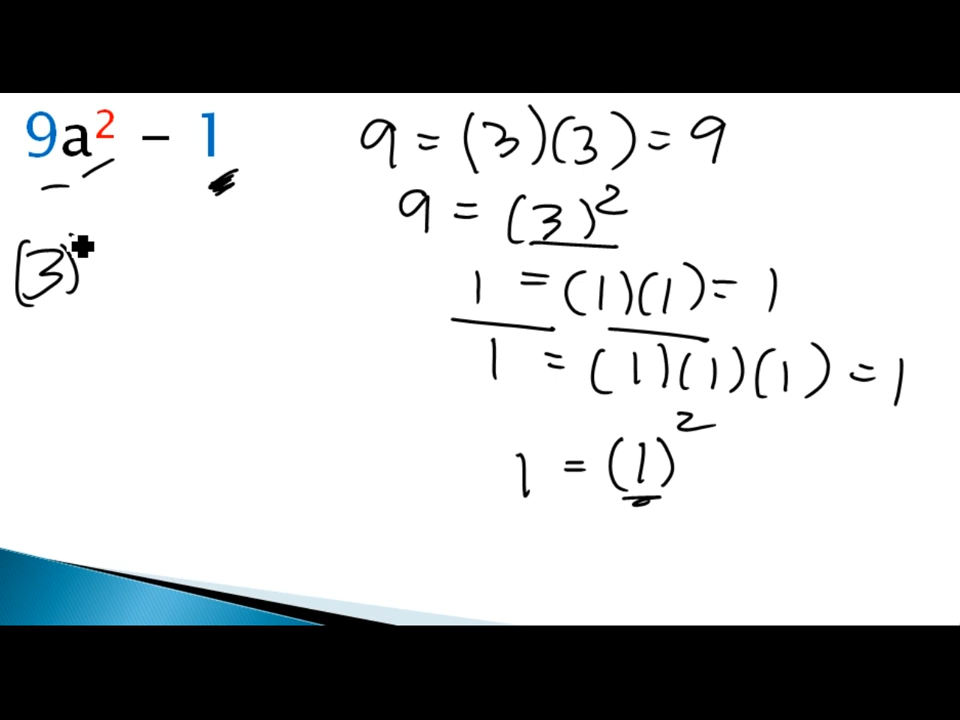 9a² – 1
9 = (3)(3) = 9
9 = (3)²
(3)
1 = (1)(1) = 1
1 = (1)(1)(1) = 1
1 = (1)²